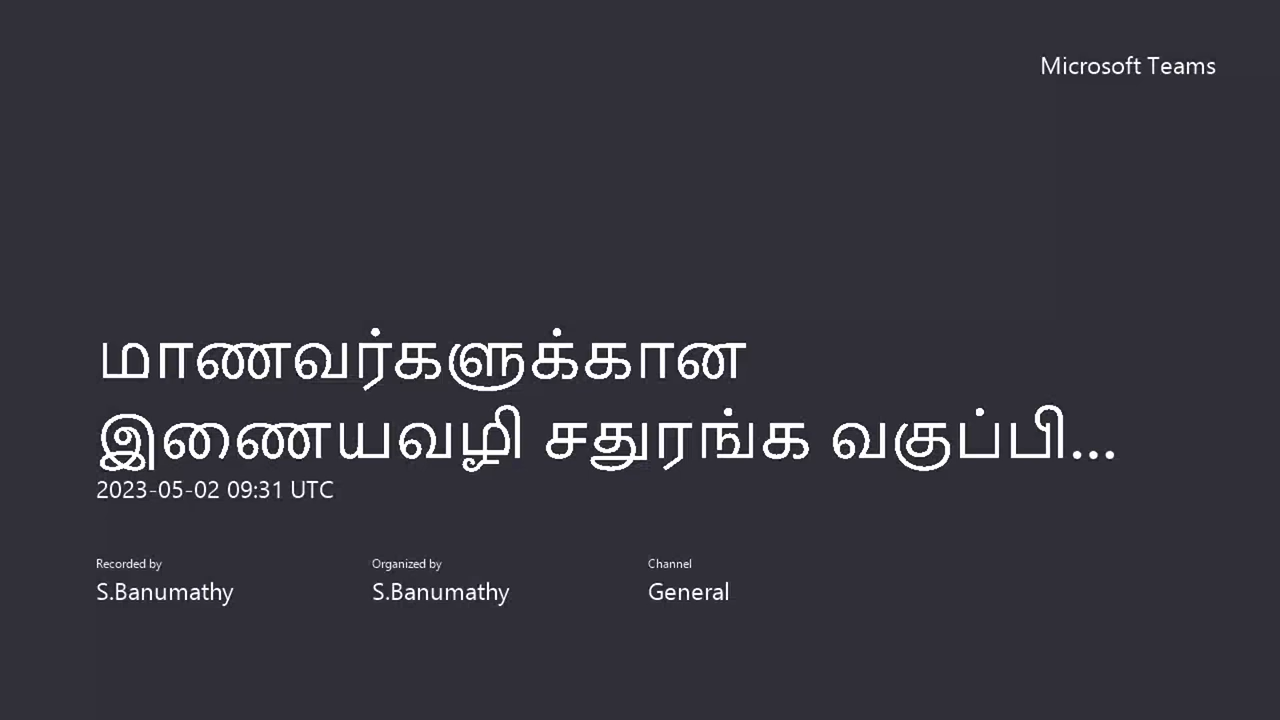 Microsoft Teams
மாணவர்களுக்கான
இணையவழி சதுரங்க வகுப்பி...
2023-05-02 09:31 UTC
Recorded by
S.Banumathy
Organized by
S.Banumathy
Channel
General